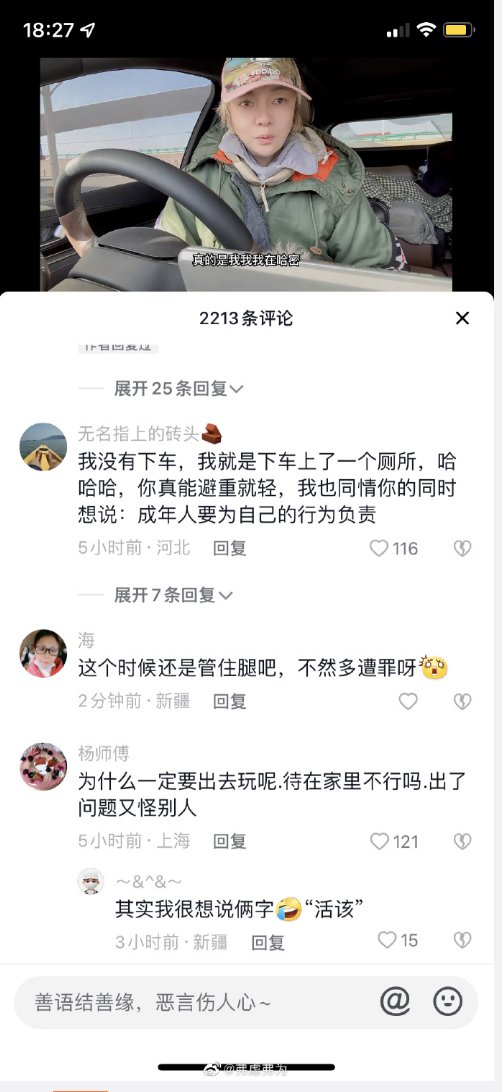 18:27
真的是我我我在哈密
2213条评论
作者回复过
展开25条回复
无名指上的砖头
我没有下车，我就是下车上了一个厕所，哈
哈哈，你真能避重就轻，我也同情你的同时
想说：成年人要为自己的行为负责
5小时前·河北 回复 116
展开7条回复
海
这个时候还是管住腿吧，不然多遭罪呀
2分钟前·新疆 回复
杨师傅
为什么一定要出去玩呢.待在家里不行吗.出了
问题又怪别人
5小时前·上海 回复 121
～&^&～
其实我很想说俩字“活该”
3小时前·新疆 回复 15
善语结善缘，恶言伤人心～
@弗虑弗为